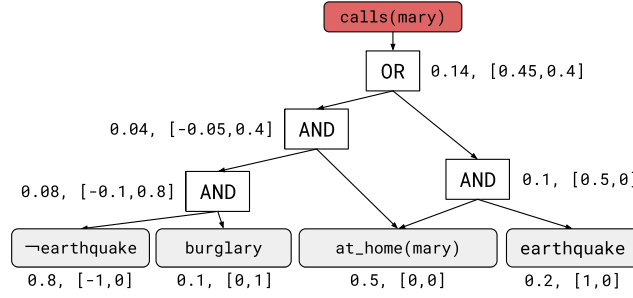 calls(mary)
OR 0.14, [0.45,0.4]
0.04, [-0.05,0.4] AND
AND 0.1, [0.5,0]
0.08, [-0.1,0.8] AND
¬earthquake burglary at_home(mary) earthquake
0.8, [-1,0] 0.1, [0,1] 0.5, [0,0] 0.2, [1,0]